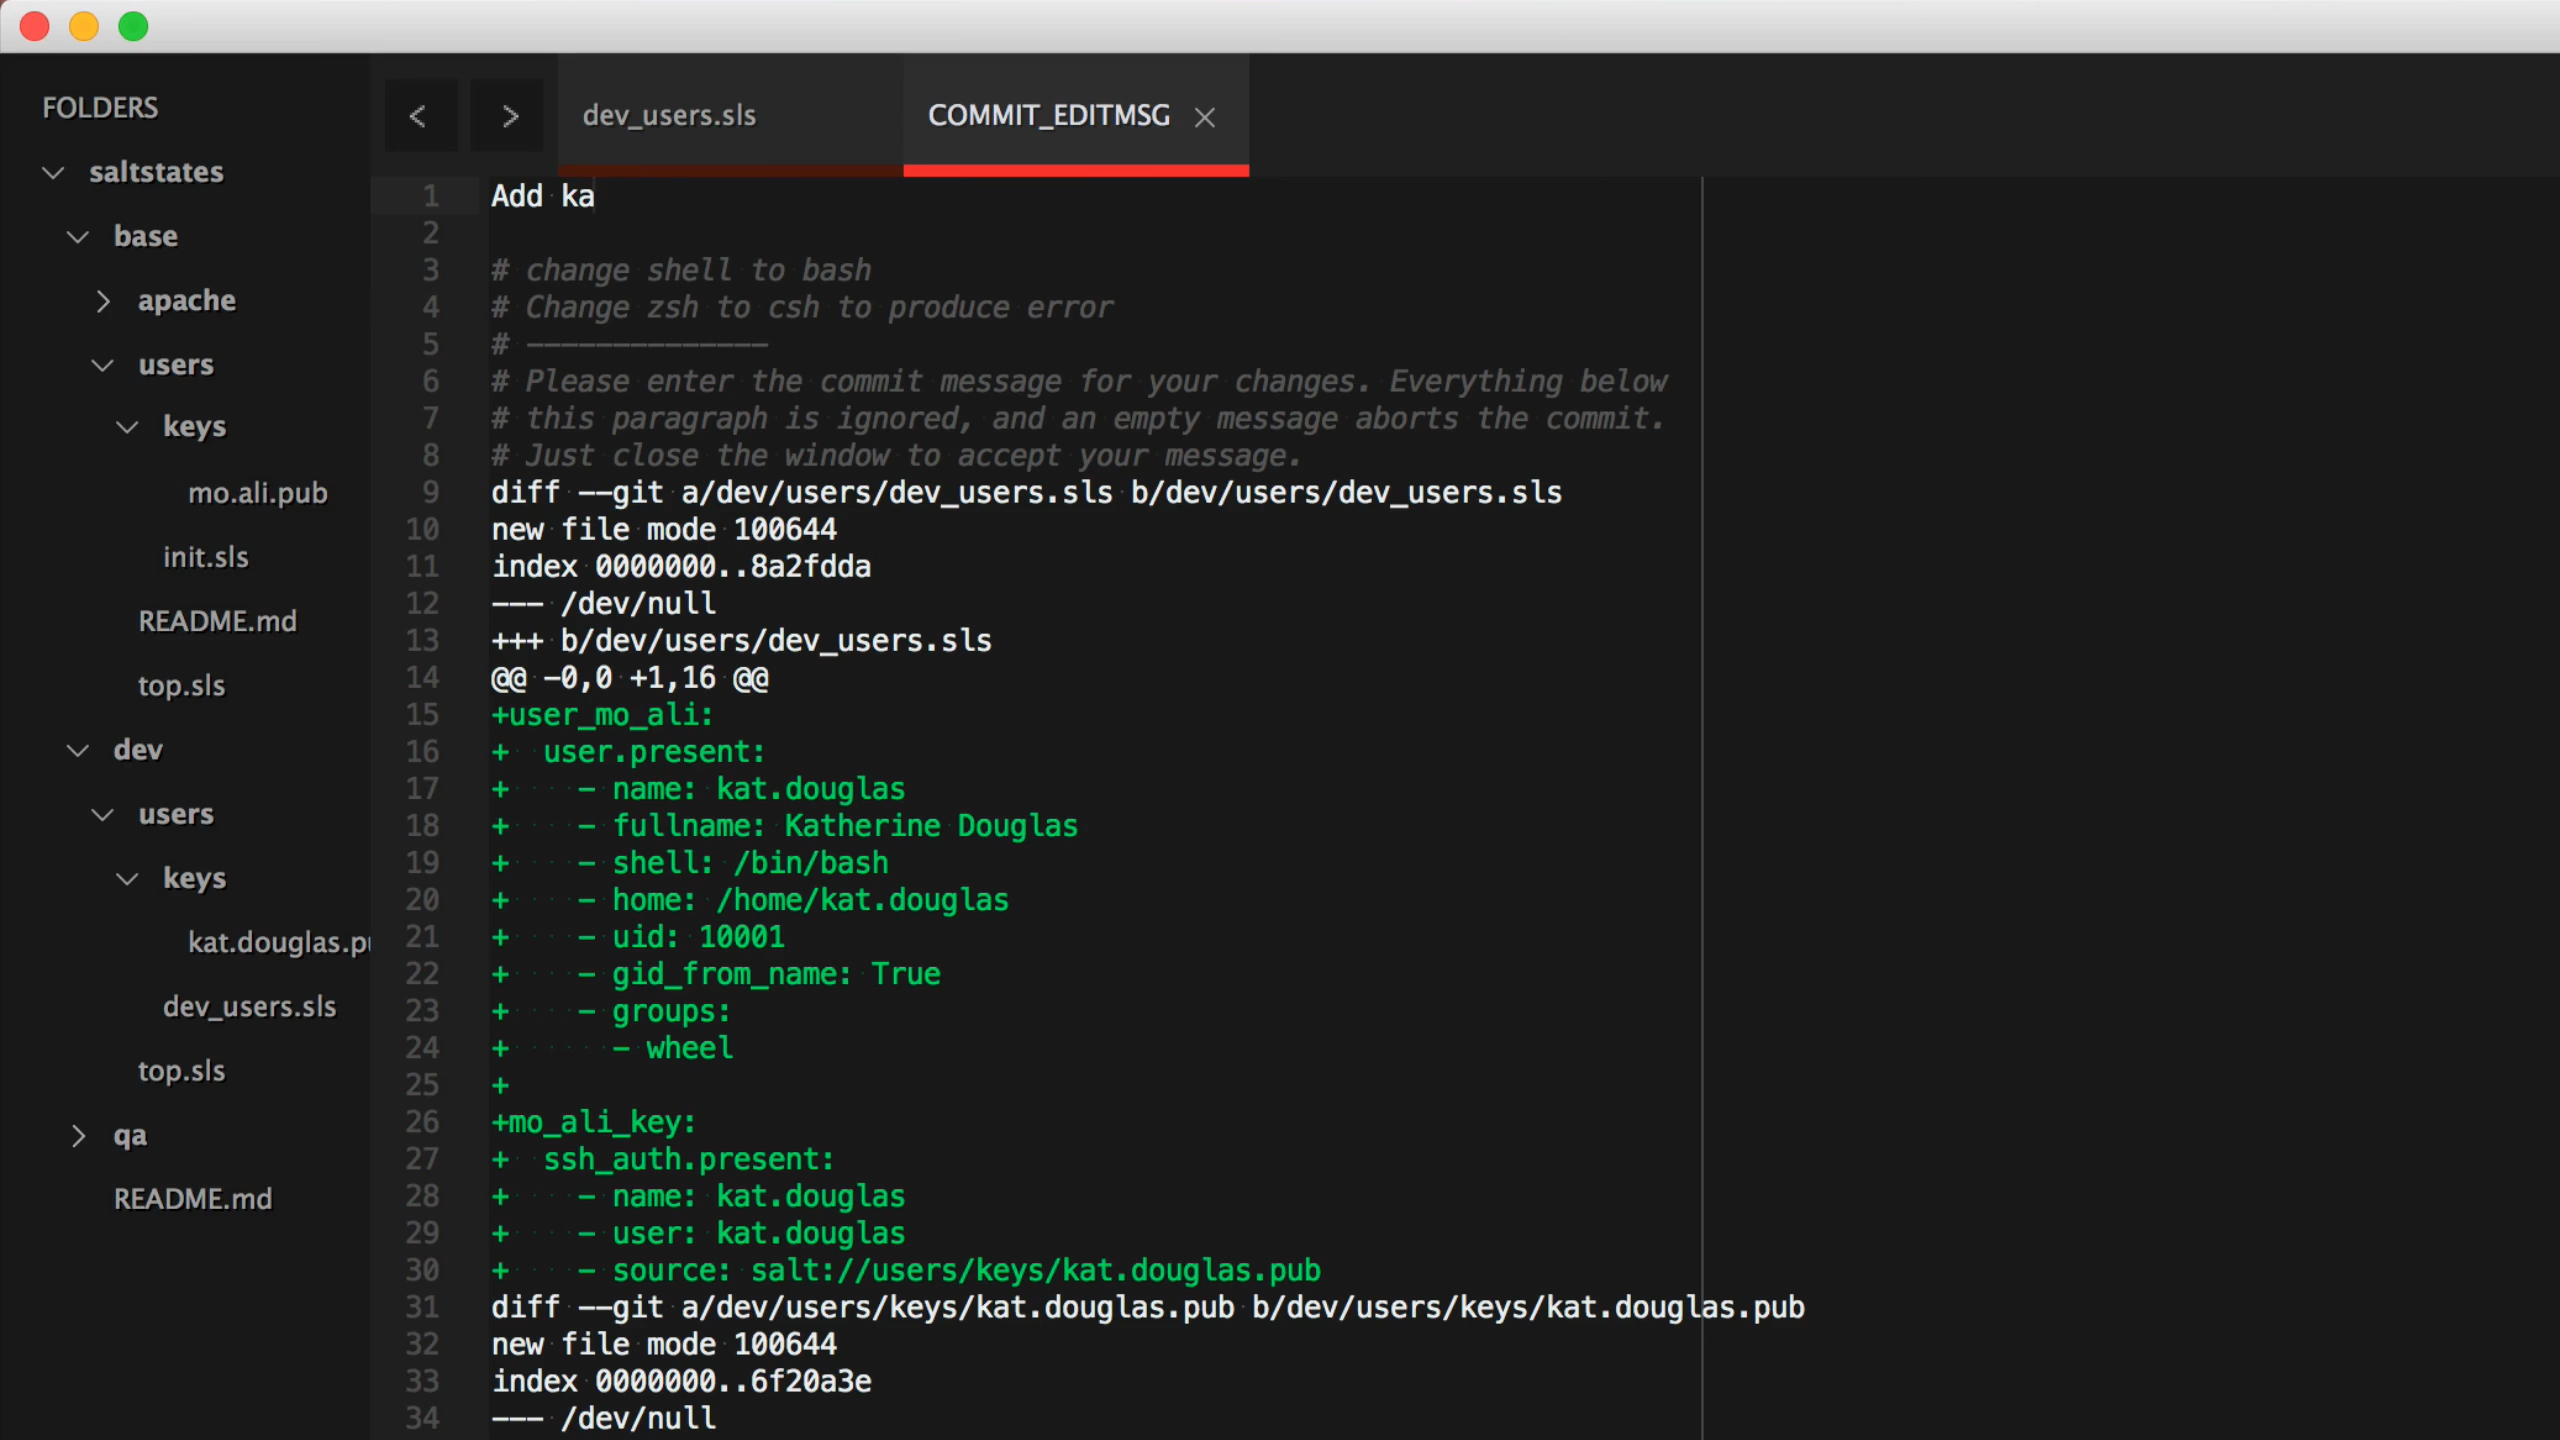 FOLDERS
saltstates
base
apache
users
keys
mo.ali.pub
init.sls
README.md
top.sls
dev
users
keys
kat.douglas.pu
dev_users.sls
top.sls
qa
README.md
dev_users.sls
COMMIT_EDITMSG
1 Add ka
2
3 # change shell to bash
4 # Change zsh to csh to produce error
5 # --------------
6 # Please enter the commit message for your changes. Everything below
7 # this paragraph is ignored, and an empty message aborts the commit.
8 # Just close the window to accept your message.
9 diff --git a/dev/users/dev_users.sls b/dev/users/dev_users.sls
10 new file mode 100644
11 index 0000000..8a2fdda
12 --- /dev/null
13 +++ b/dev/users/dev_users.sls
14 @@ -0,0 +1,16 @@
15 +user_mo_ali:
16 +  user.present:
17 +    - name: kat.douglas
18 +    - fullname: Katherine Douglas
19 +    - shell: /bin/bash
20 +    - home: /home/kat.douglas
21 +    - uid: 10001
22 +    - gid_from_name: True
23 +    - groups:
24 +      - wheel
25 +
26 +mo_ali_key:
27 +  ssh_auth.present:
28 +    - name: kat.douglas
29 +    - user: kat.douglas
30 +    - source: salt://users/keys/kat.douglas.pub
31 diff --git a/dev/users/keys/kat.douglas.pub b/dev/users/keys/kat.douglas.pub
32 new file mode 100644
33 index 0000000..6f20a3e
34 --- /dev/null